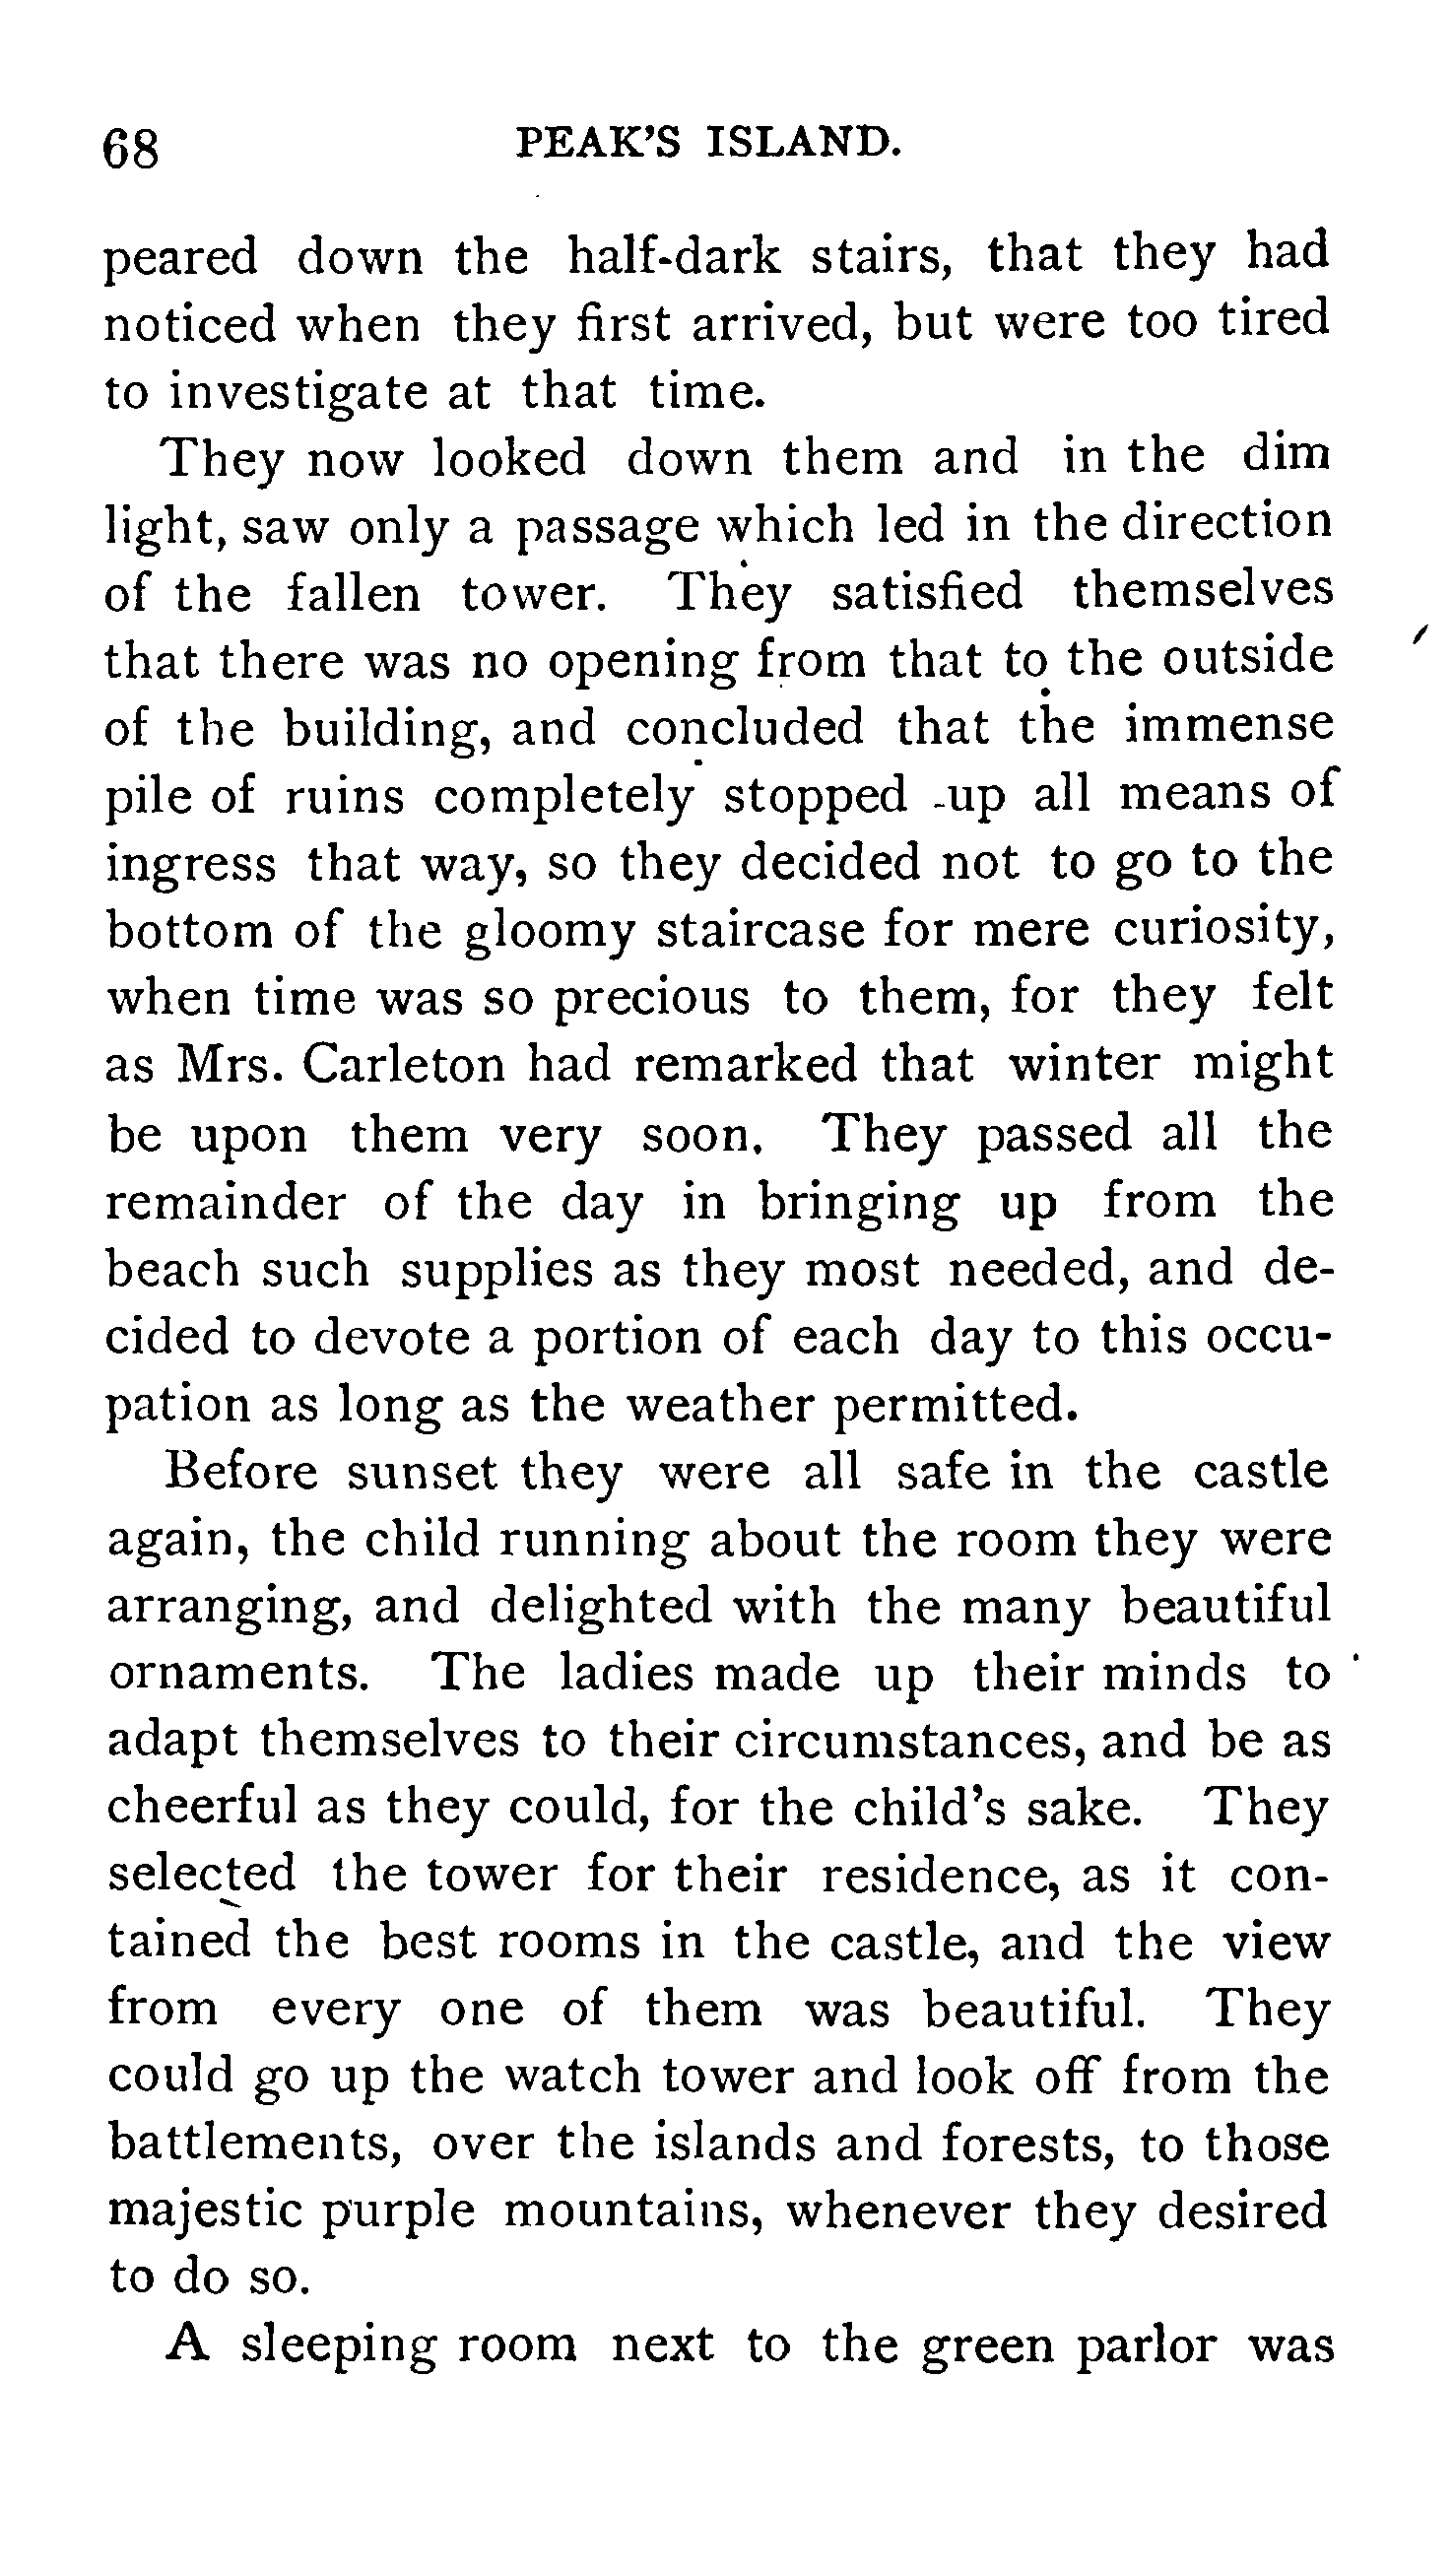 68 PEAK'S ISLAND.
peared down the half-dark stairs, that they had
noticed when they first arrived, but were too tired
to investigate at that time.
They now looked down them and in the dim
light, saw only a passage which led in the direction
of the fallen tower. They satisfied themselves
that there was no opening from that to the outside
of the building, and concluded that the immense
pile of ruins completely stopped up all means of
ingress that way, so they decided not to go to the
bottom of the gloomy staircase for mere curiosity,
when time was so precious to them, for they felt
as Mrs. Carleton had remarked that winter might
be upon them very soon. They passed all the
remainder of the day in bringing up from the
beach such supplies as they most needed, and de-
cided to devote a portion of each day to this occu-
pation as long as the weather permitted.
Before sunset they were all safe in the castle
again, the child running about the room they were
arranging, and delighted with the many beautiful
ornaments. The ladies made up their minds to
adapt themselves to their circumstances, and be as
cheerful as they could, for the child's sake. They
selected the tower for their residence, as it con-
tained the best rooms in the castle, and the view
from every one of them was beautiful. They
could go up the watch tower and look off from the
battlements, over the islands and forests, to those
majestic purple mountains, whenever they desired
to do so.
A sleeping room next to the green parlor was